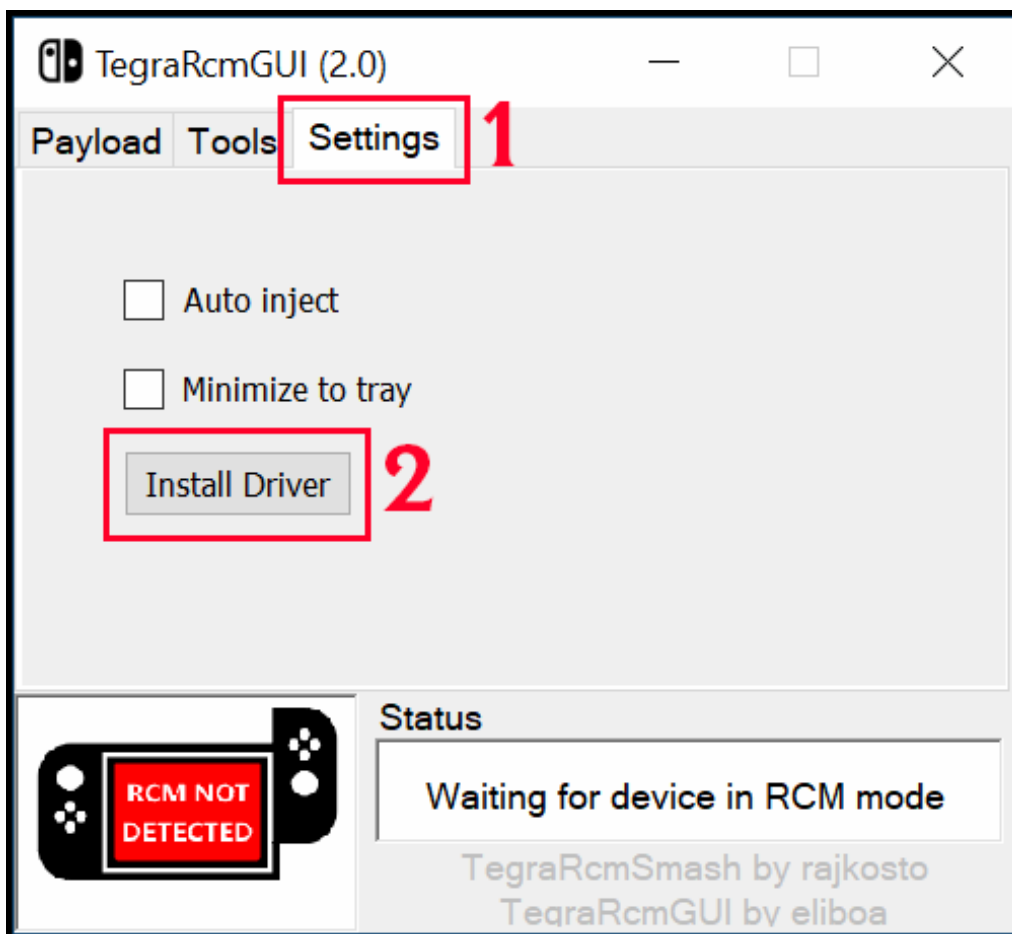 TegraRcmGUI (2.0)
Payload Tools Settings 1
Auto inject
Minimize to tray
Install Driver 2
Status
RCM NOT
DETECTED
Waiting for device in RCM mode
TegraRcmSmash by rajkosto
TegraRcmGUI by eliboa